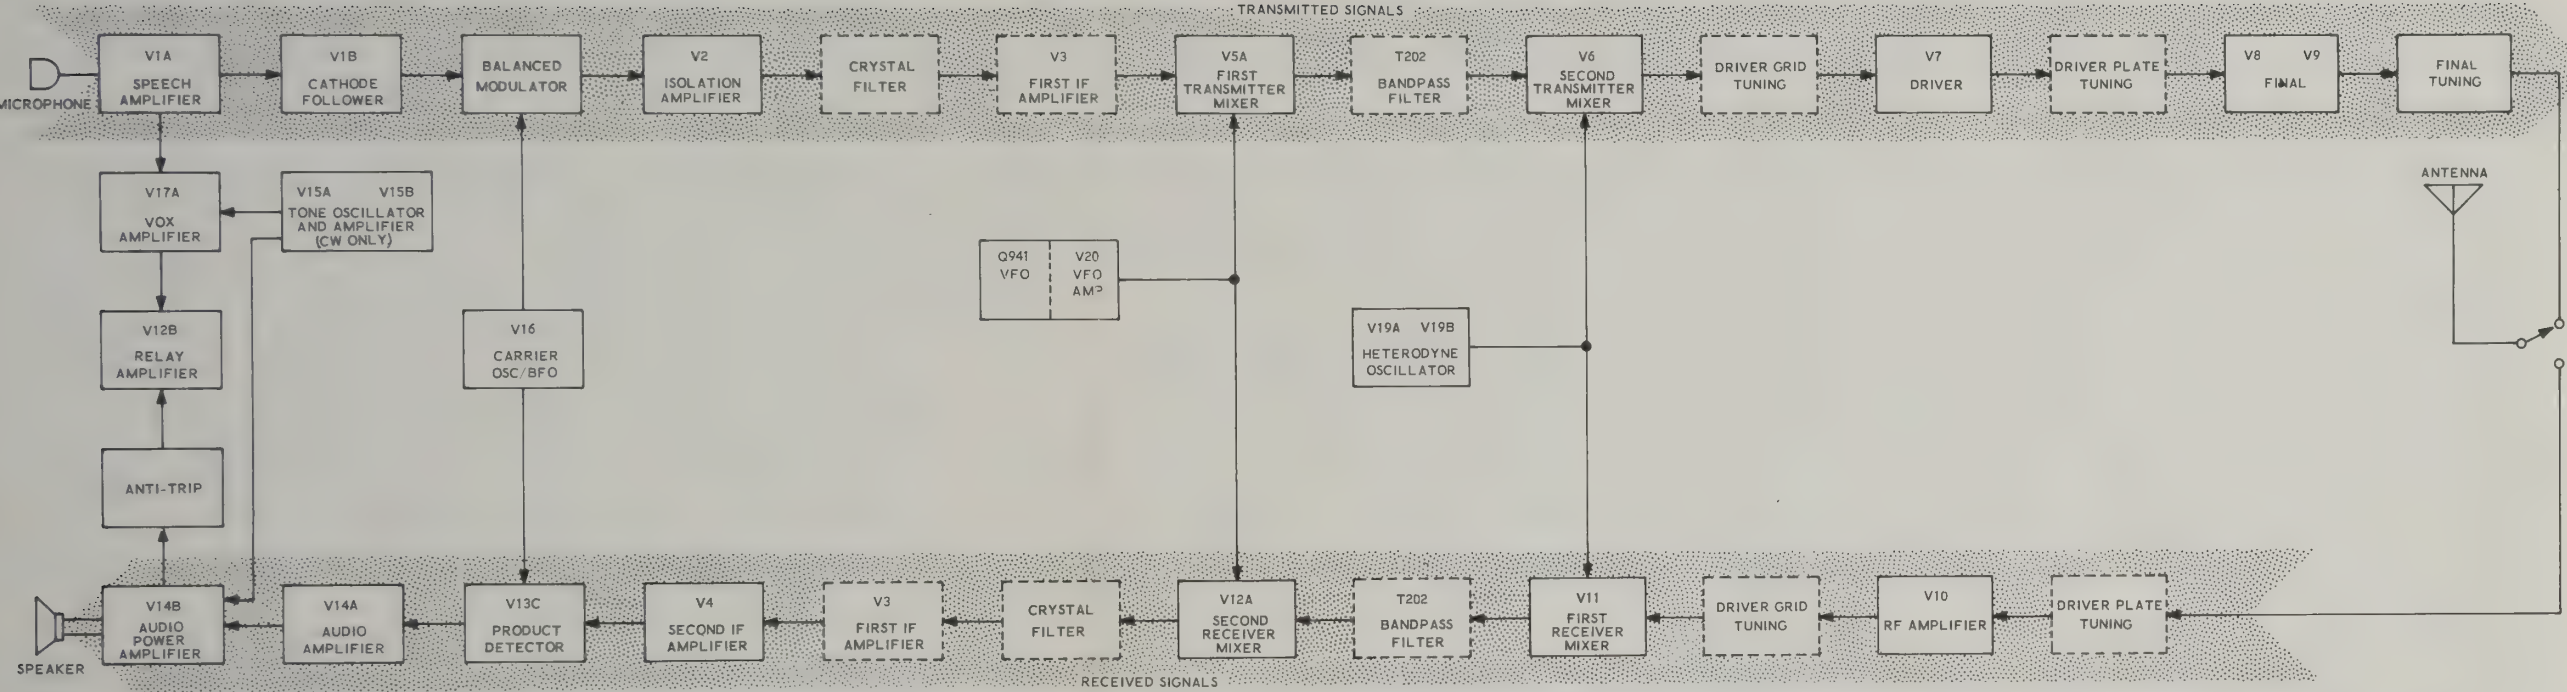 TRANSMITTED SIGNALS
MICROPHONE
V1A
SPEECH
AMPLIFIER
V1B
CATHODE
FOLLOWER
BALANCED
MODULATOR
V2
ISOLATION
AMPLIFIER
CRYSTAL
FILTER
V3
FIRST IF
AMPLIFIER
V5A
FIRST
TRANSMITTER
MIXER
T202
BANDPASS
FILTER
V6
SECOND
TRANSMITTER
MIXER
DRIVER GRID
TUNING
V7
DRIVER
DRIVER PLATE
TUNING
V8 V9
FINAL
FINAL
TUNING
V17A
VOX
AMPLIFIER
V15A V15B
TONE OSCILLATOR
AND AMPLIFIER
(CW ONLY)
ANTENNA
Q941
VFO
V20
VFO
AMP
V12B
RELAY
AMPLIFIER
V16
CARRIER
OSC/BFO
V19A V19B
HETERODYNE
OSCILLATOR
ANTI-TRIP
SPEAKER
V14B
AUDIO
POWER
AMPLIFIER
V14A
AUDIO
AMPLIFIER
V13C
PRODUCT
DETECTOR
V4
SECOND IF
AMPLIFIER
V3
FIRST IF
AMPLIFIER
CRYSTAL
FILTER
V12A
SECOND
RECEIVER
MIXER
T202
BANDPASS
FILTER
V11
FIRST
RECEIVER
MIXER
DRIVER GRID
TUNING
V10
RF AMPLIFIER
DRIVER PLATE
TUNING
RECEIVED SIGNALS